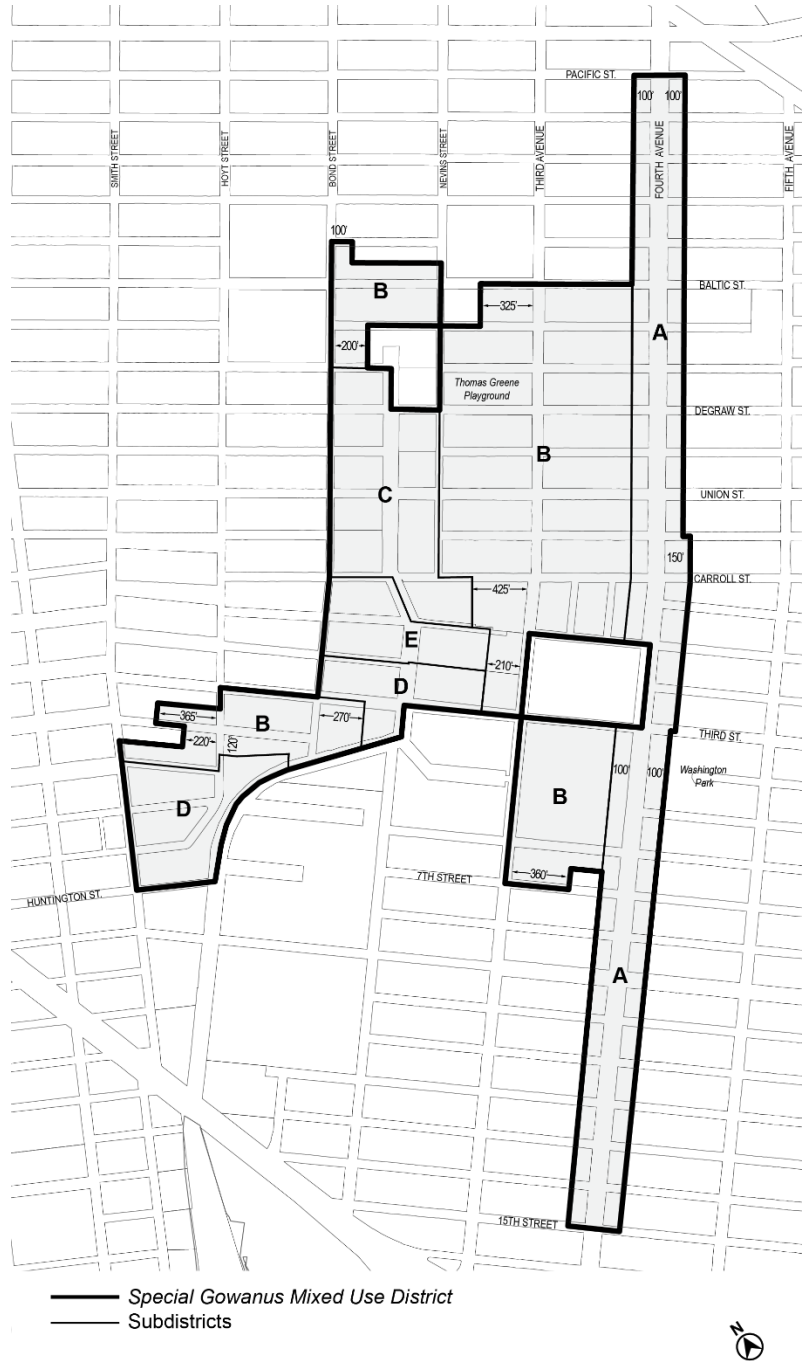 PACIFIC ST.
100'
100'
SMITH STREET
HOYT STREET
BOND STREET
NEVINS STREET
THIRD AVENUE
FOURTH AVENUE
FIFTH AVENUE
100'
B
BALTIC ST.
325'
A
200'
Thomas Greene
Playground
DEGRAW ST.
B
C
UNION ST.
150'
CARROLL ST.
425'
E
210'
D
365'
B
270'
220'
120'
THIRD ST.
100'
100'
Washington
Park
D
B
7TH STREET
360'
HUNTINGTON ST.
A
15TH STREET
Special Gowanus Mixed Use District
Subdistricts
N